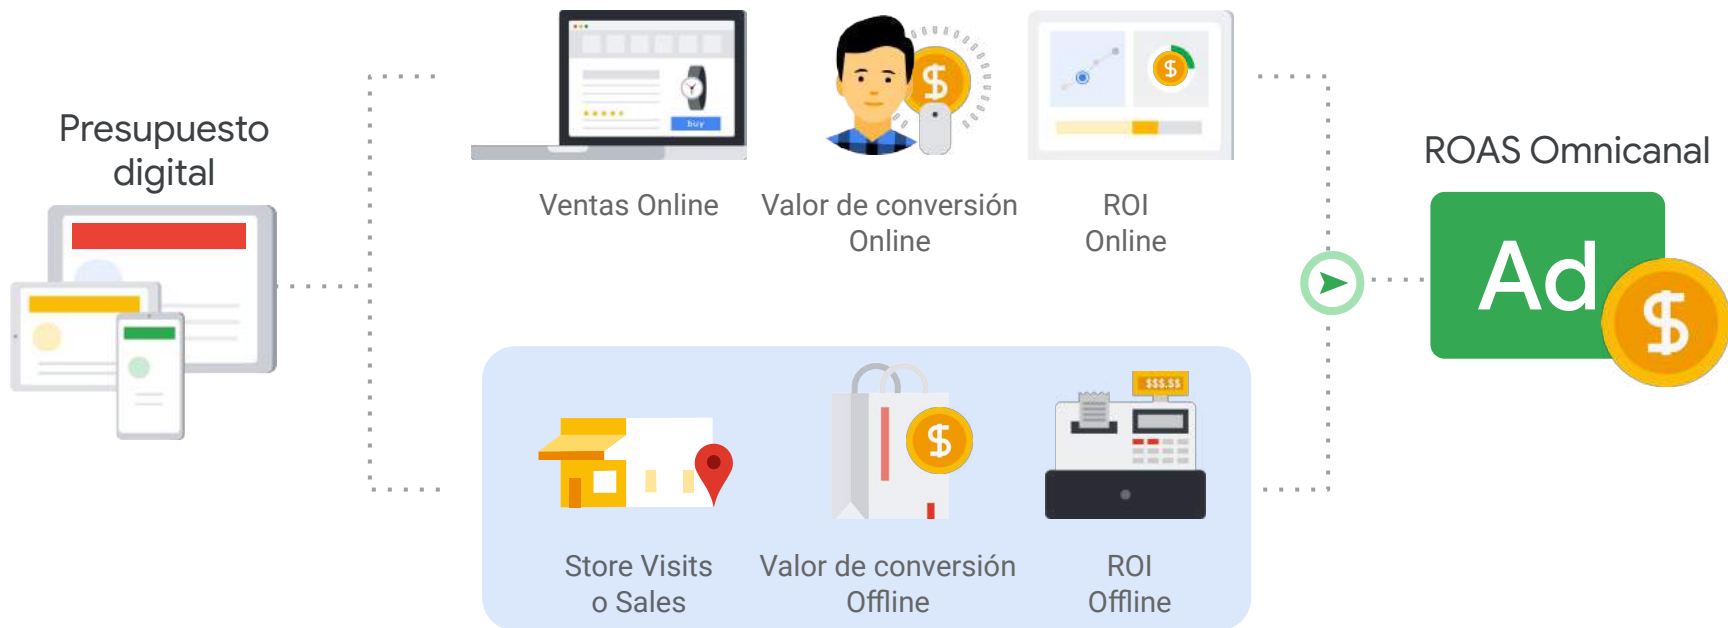 Presupuesto
digital
buy
Ventas Online
Valor de conversión
Online
ROI
Online
$$$.$$
Store Visits
o Sales
Valor de conversión
Offline
ROI
Offline
ROAS Omnicanal
Ad
$
$
$
$